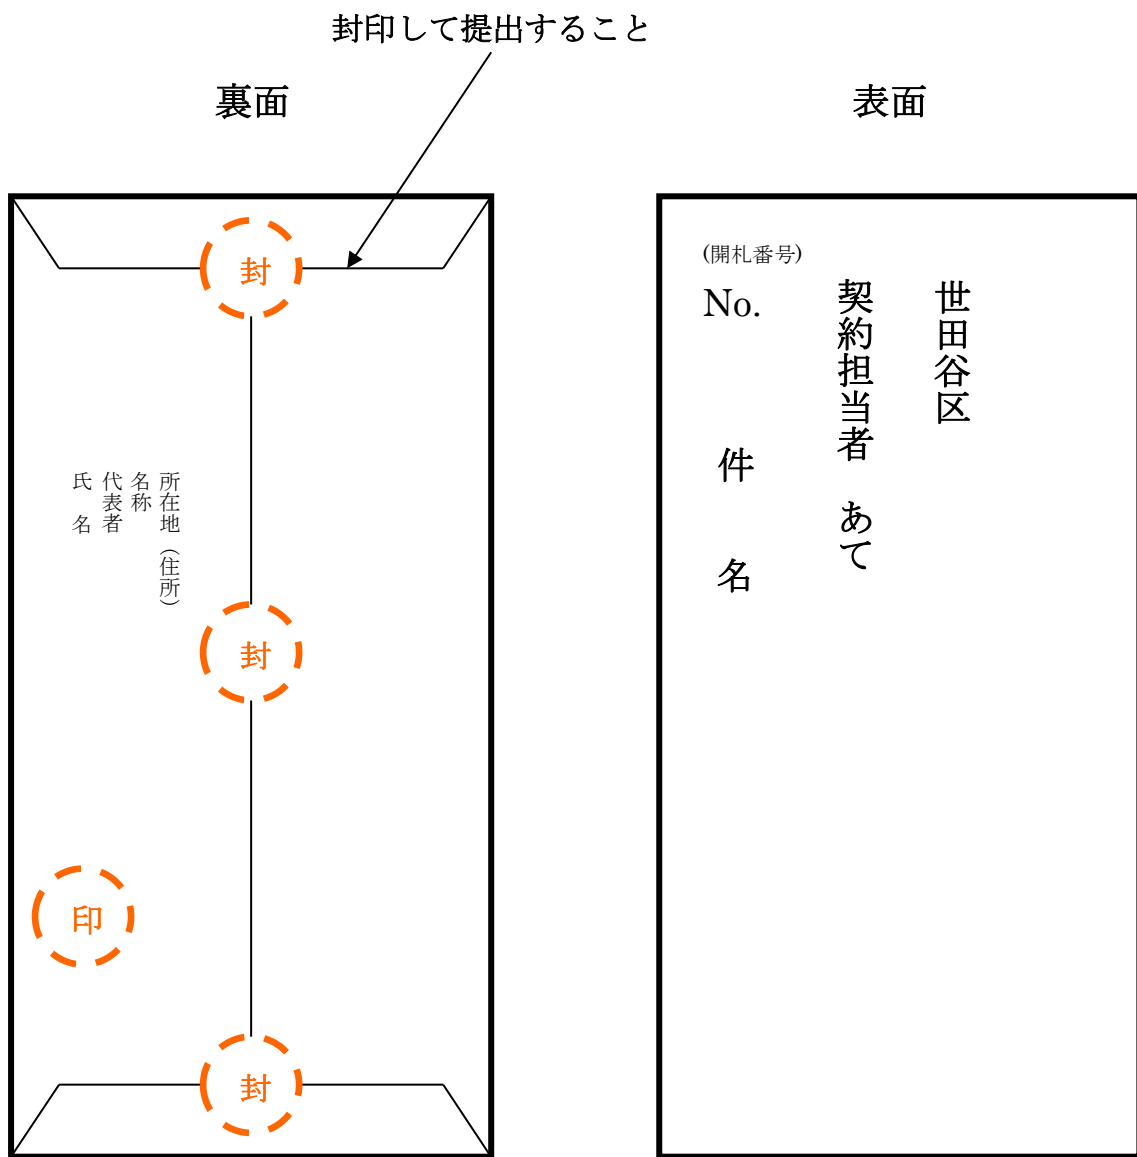 封印して提出すること
裏面
封
所在地（住所）
名称
代表者
氏　名
封
印
封
表面
世田谷区
契約担当者　あて
(開札番号)
No.
件　名